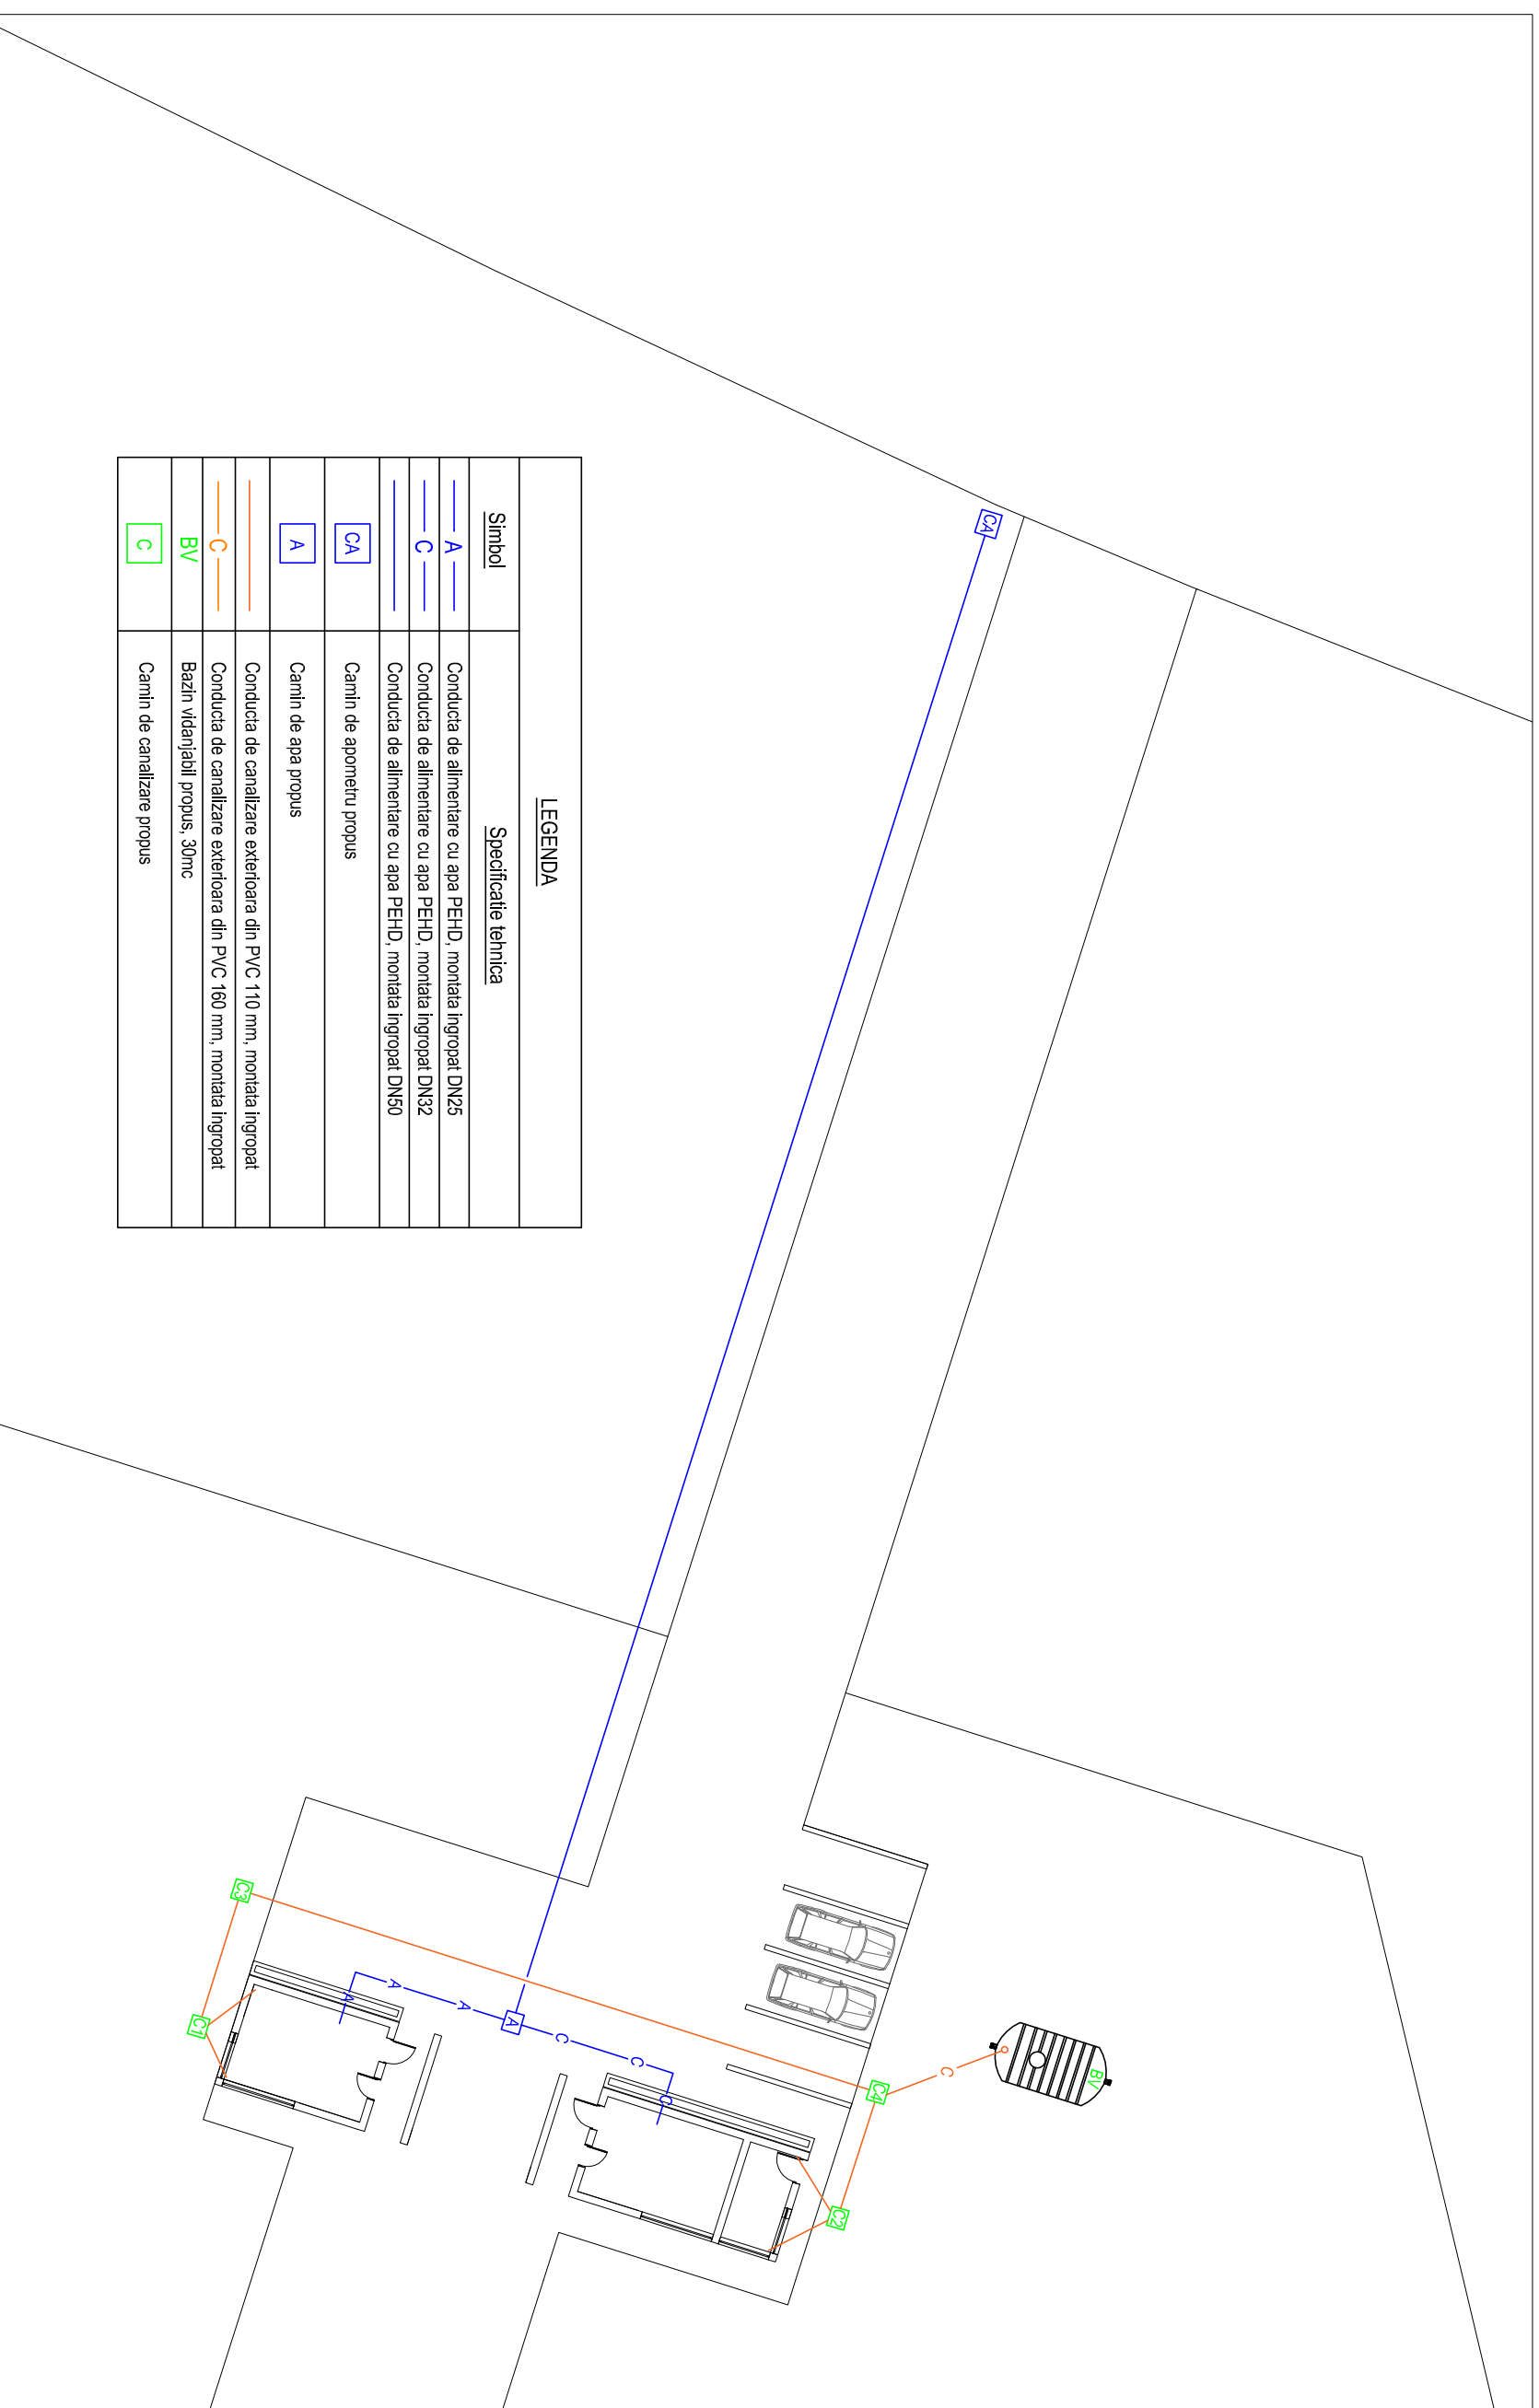 LEGENDA
Simbol Specificatie tehnica
A Conducta de alimentare cu apa PEHD, montata ingropat DN25
C Conducta de alimentare cu apa PEHD, montata ingropat DN32
Conducta de alimentare cu apa PEHD, montata ingropat DN50
CA Camin de apometru propus
A Camin de apa propus
Conducta de canalizare exterioara din PVC 110 mm, montata ingropat
C Conducta de canalizare exterioara din PVC 160 mm, montata ingropat
BV Bazin vidanjabil propus, 30mc
C Camin de canalizare propus
CA
C3
C1
A
A
A
A
C
C
C
C4
C
BV
C2